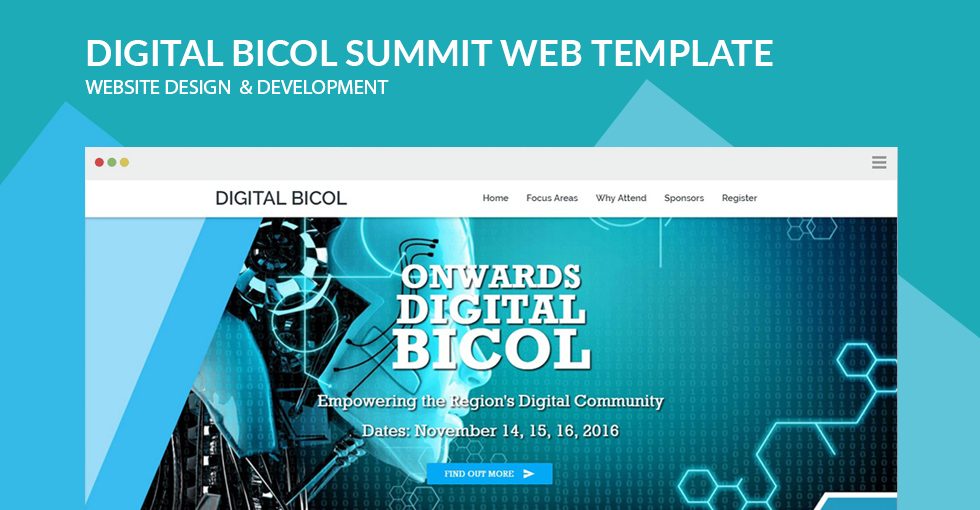 DIGITAL BICOL SUMMIT WEB TEMPLATE
WEBSITE DESIGN & DEVELOPMENT
DIGITAL BICOL
Home Focus Areas Why Attend Sponsors Register
ONWARDS
DIGITAL
BICOL
Empowering the Region's Digital Community
Dates: November 14, 15, 16, 2016
FIND OUT MORE